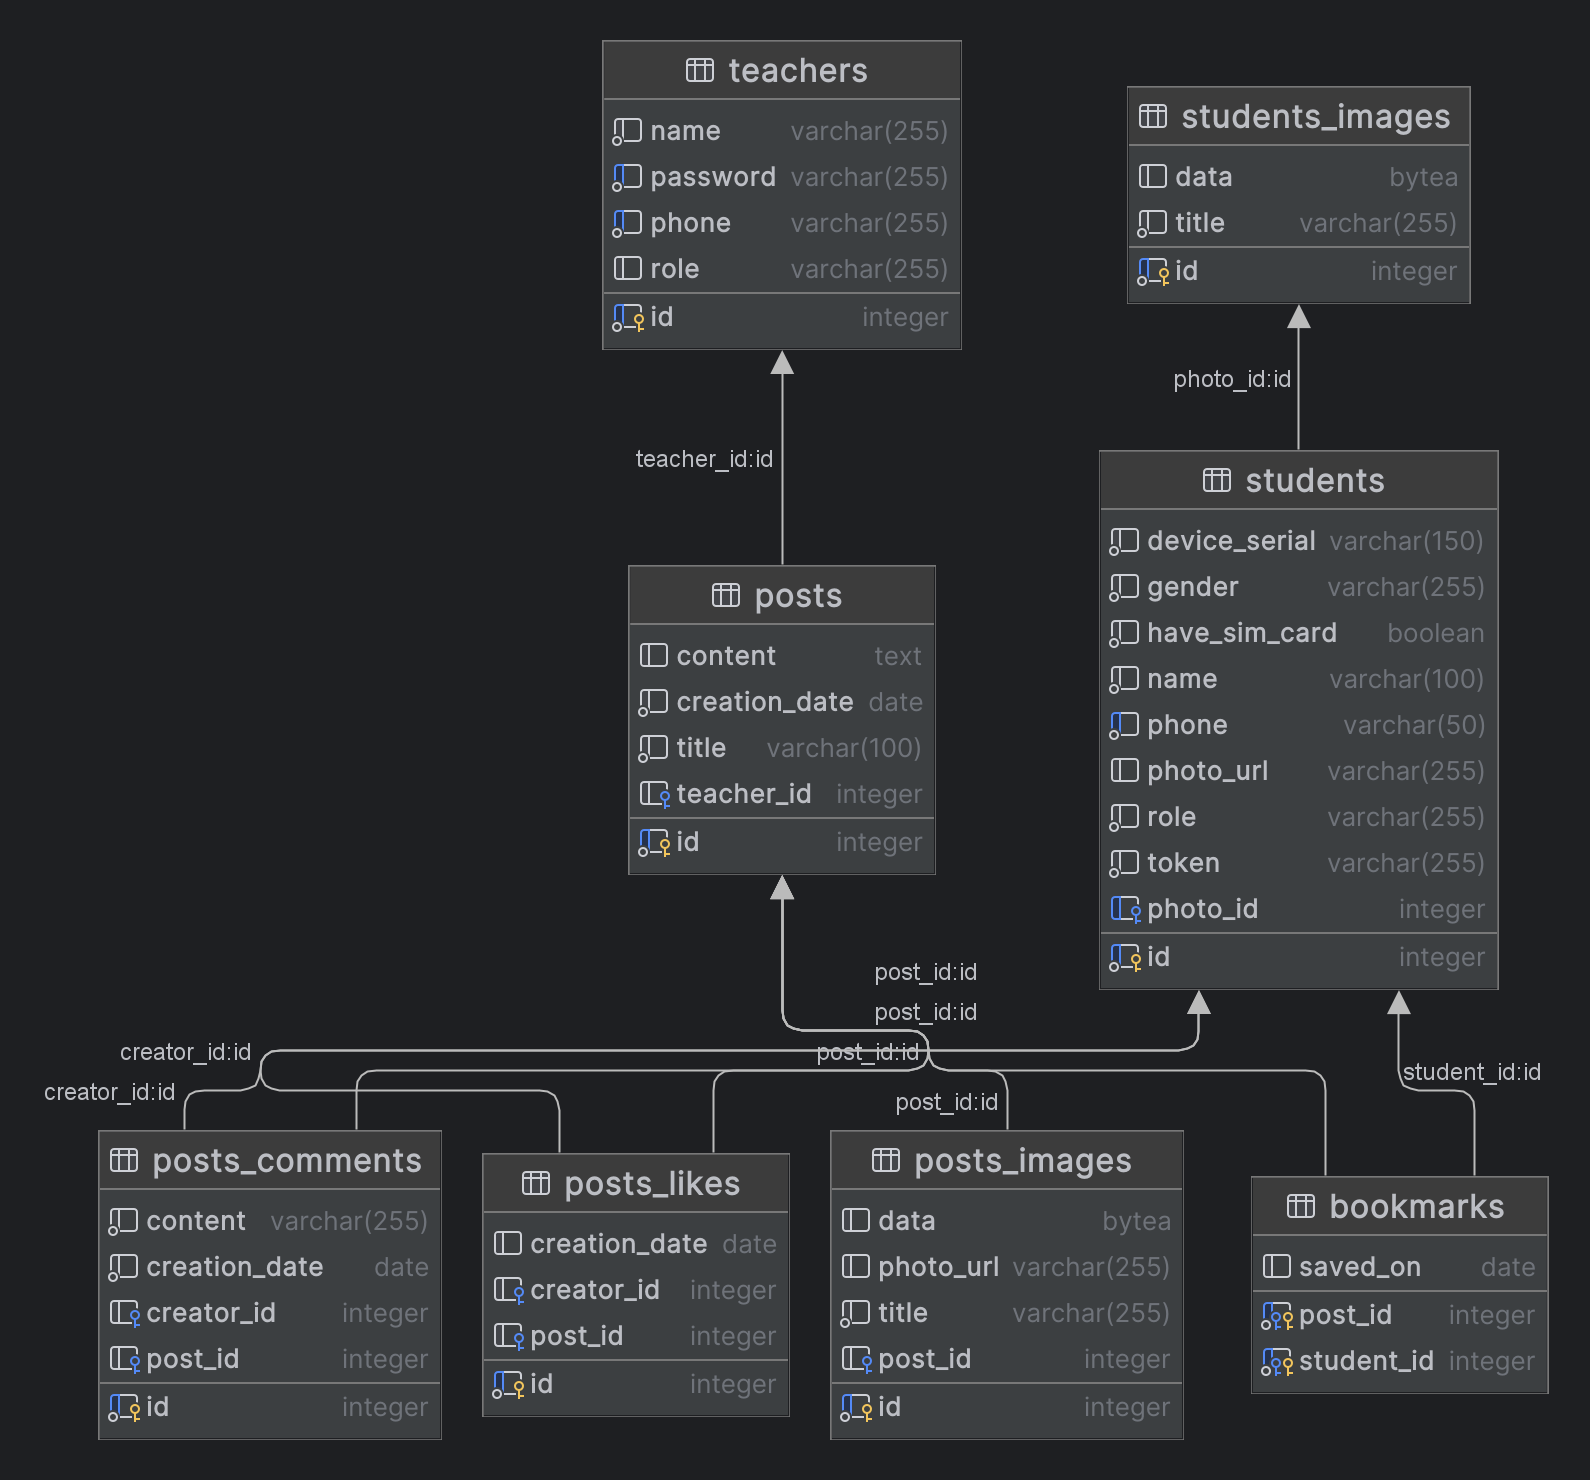 teachers
name varchar(255)
password varchar(255)
phone varchar(255)
role varchar(255)
id integer
students_images
data bytea
title varchar(255)
id integer
photo_id:id
teacher_id:id
students
device_serial varchar(150)
gender varchar(255)
have_sim_card boolean
name varchar(100)
phone varchar(50)
photo_url varchar(255)
role varchar(255)
token varchar(255)
photo_id integer
id integer
posts
content text
creation_date date
title varchar(100)
teacher_id integer
id integer
post_id:id
post_id:id
creator_id:id
post_id:id
student_id:id
creator_id:id
post_id:id
posts_comments
content varchar(255)
creation_date date
creator_id integer
post_id integer
id integer
posts_likes
creation_date date
creator_id integer
post_id integer
id integer
posts_images
data bytea
photo_url varchar(255)
title varchar(255)
post_id integer
id integer
bookmarks
saved_on date
post_id integer
student_id integer